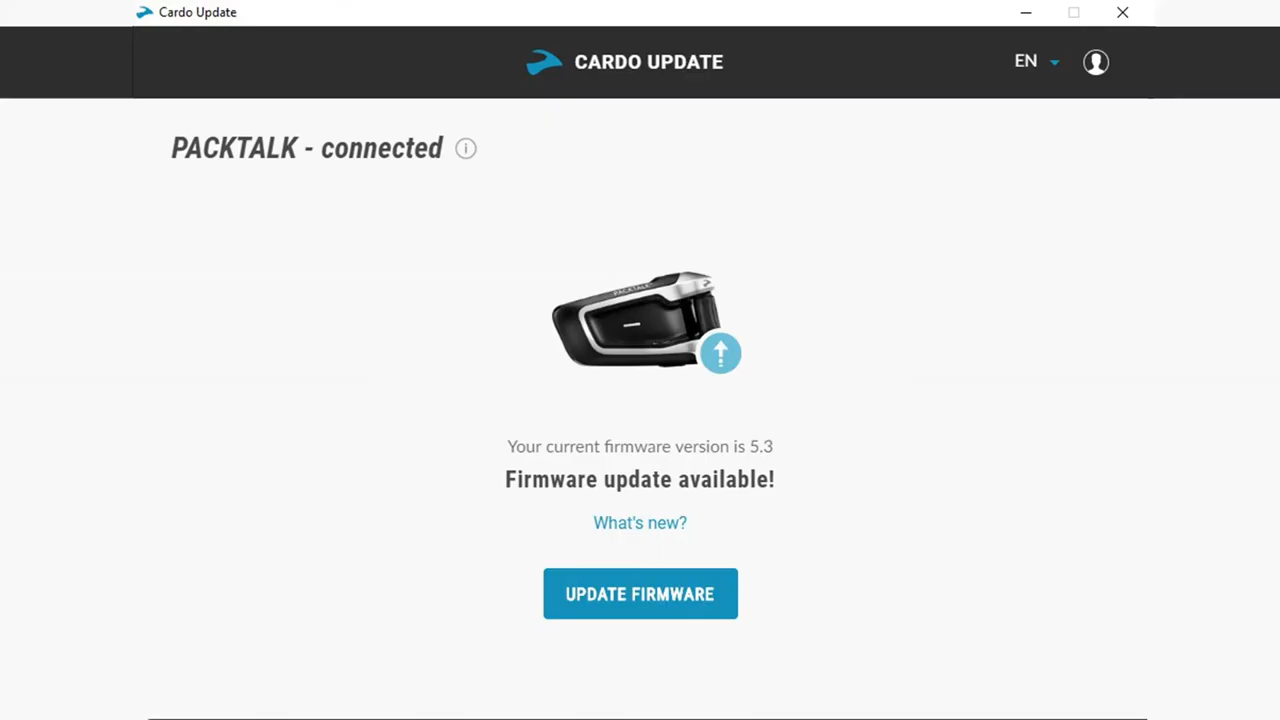 Cardo Update
CARDO UPDATE
EN
PACKTALK - connected
PACKTALK
Your current firmware version is 5.3
Firmware update available!
What's new?
UPDATE FIRMWARE